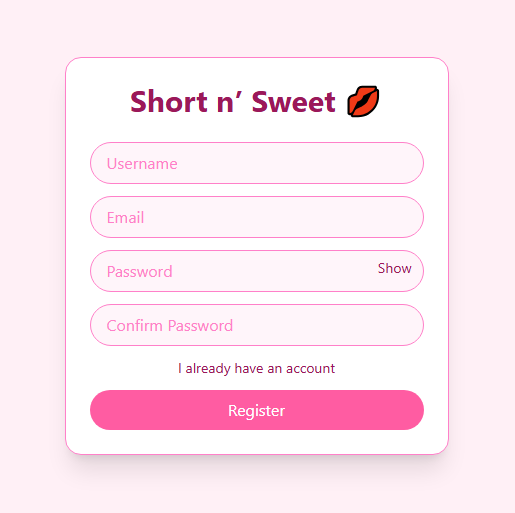 Short n’ Sweet 💋
Username
Email
Password Show
Confirm Password
I already have an account
Register